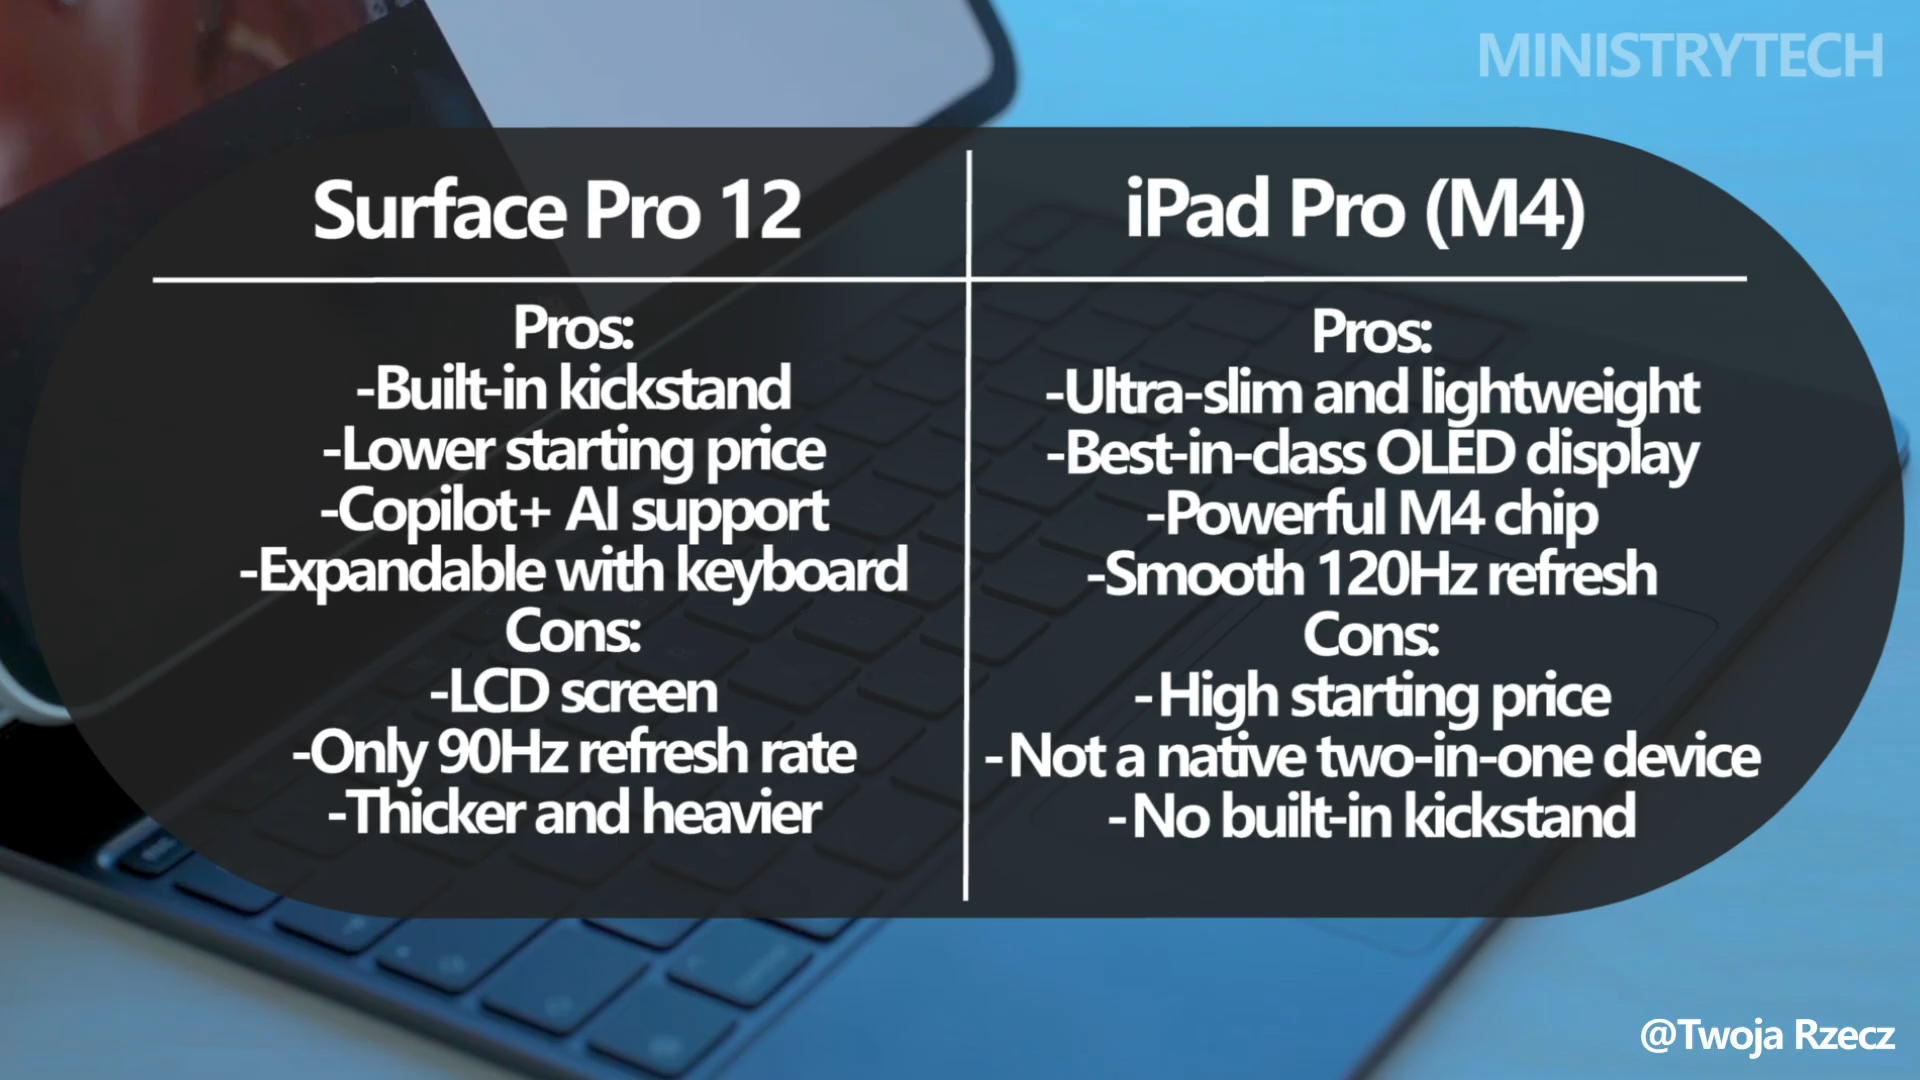 MINISTRYTECH
Surface Pro 12
Pros:
-Built-in kickstand
-Lower starting price
-Copilot+ AI support
-Expandable with keyboard
Cons:
-LCD screen
-Only 90Hz refresh rate
-Thicker and heavier
iPad Pro (M4)
Pros:
-Ultra-slim and lightweight
-Best-in-class OLED display
-Powerful M4 chip
-Smooth 120Hz refresh
Cons:
-High starting price
-Not a native two-in-one device
-No built-in kickstand
@Twoja Rzecz